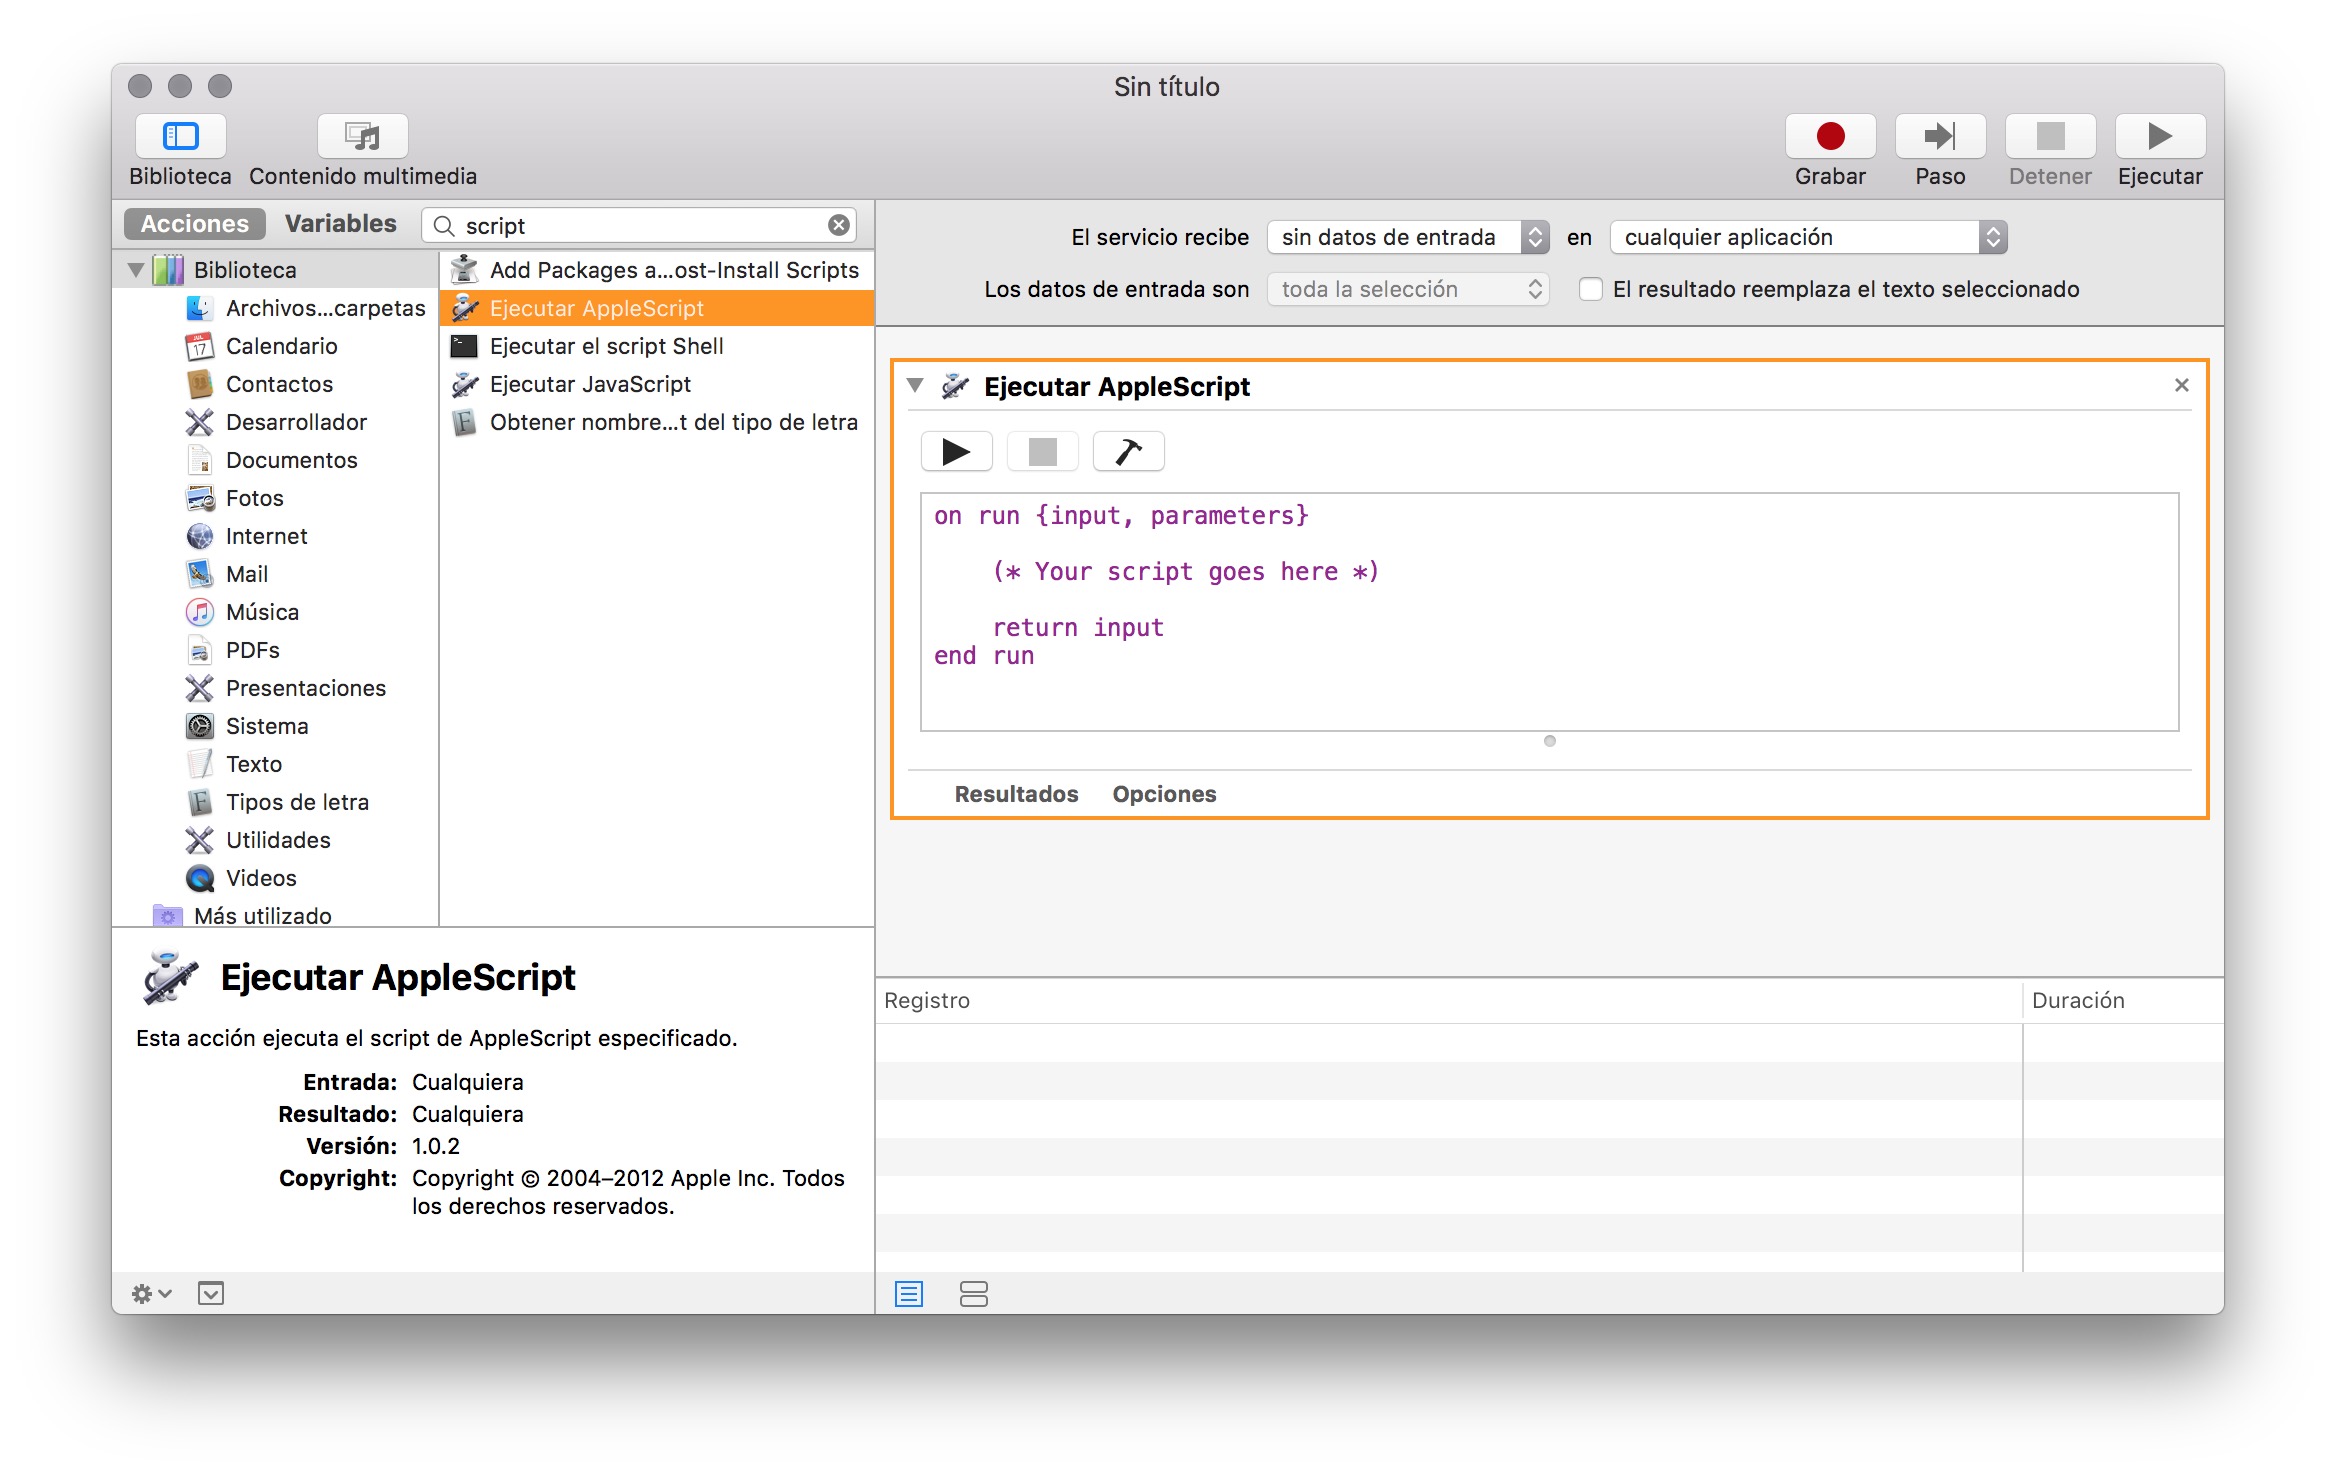 Sin título
Biblioteca
Contenido multimedia
Grabar
Paso
Detener
Ejecutar
Acciones
Variables
script
El servicio recibe
sin datos de entrada
en
cualquier aplicación
Los datos de entrada son
toda la selección
El resultado reemplaza el texto seleccionado
Biblioteca
Archivos...carpetas
JUL
17
Calendario
Contactos
Desarrollador
Documentos
Fotos
Internet
Mail
Música
PDFs
Presentaciones
Sistema
Texto
Tipos de letra
Utilidades
Videos
Más utilizado
Add Packages a...ost-Install Scripts
Ejecutar AppleScript
Ejecutar el script Shell
Ejecutar JavaScript
Obtener nombre...t del tipo de letra
Ejecutar AppleScript
on run {input, parameters}
(* Your script goes here *)
return input
end run
Resultados
Opciones
Ejecutar AppleScript
Esta acción ejecuta el script de AppleScript especificado.
Entrada: Cualquiera
Resultado: Cualquiera
Versión: 1.0.2
Copyright: Copyright © 2004–2012 Apple Inc. Todos
los derechos reservados.
Registro
Duración